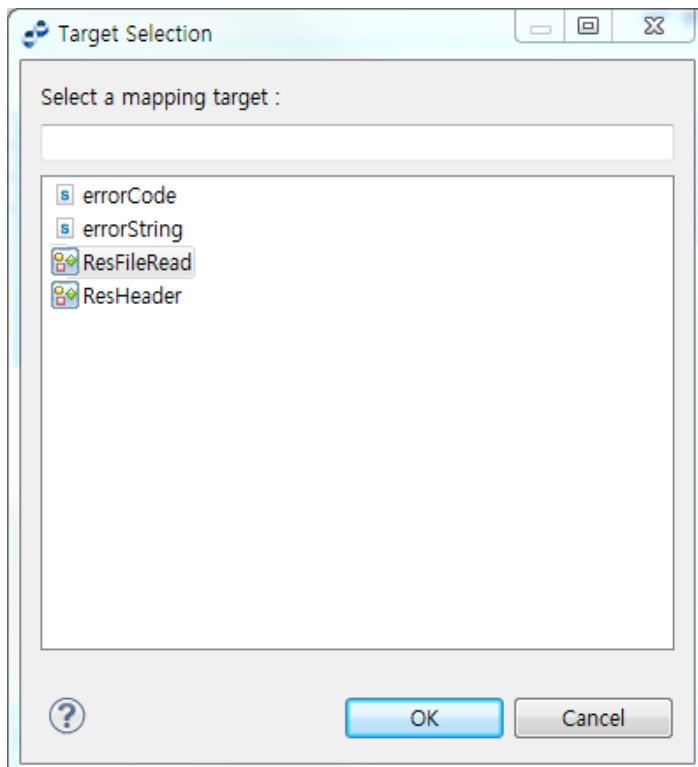 Target Selection
Select a mapping target :
s errorCode
s errorString
ResFileRead
ResHeader
?
OK
Cancel